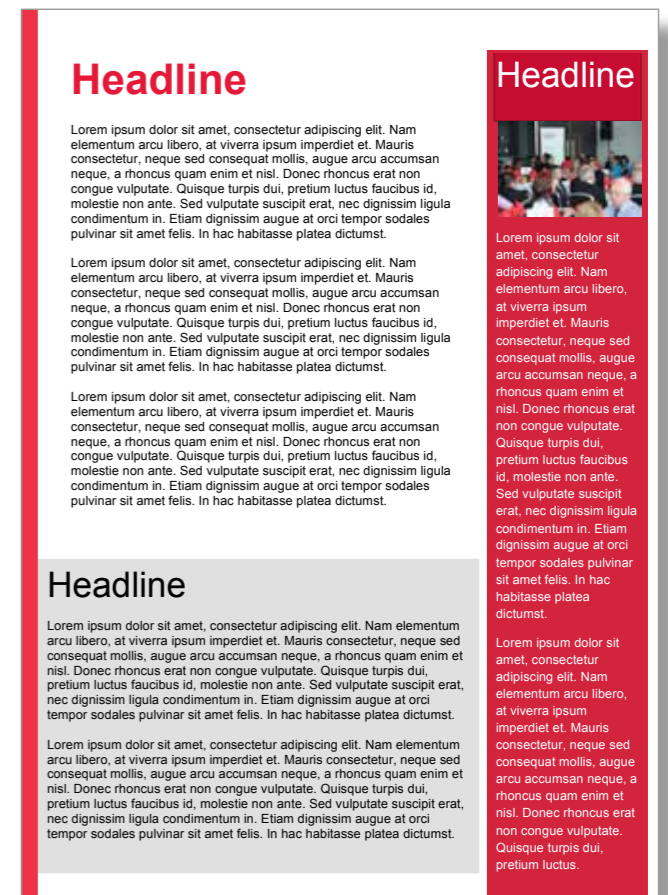 Headline
Lorem ipsum dolor sit amet, consectetur adipiscing elit. Nam
elementum arcu libero, at viverra ipsum imperdiet et. Mauris
consectetur, neque sed consequat mollis, augue arcu accumsan
neque, a rhoncus quam enim et nisl. Donec rhoncus erat non
congue vulputate. Quisque turpis dui, pretium luctus faucibus id,
molestie non ante. Sed vulputate suscipit erat, nec dignissim ligula
condimentum in. Etiam dignissim augue at orci tempor sodales
pulvinar sit amet felis. In hac habitasse platea dictumst.
Lorem ipsum dolor sit amet, consectetur adipiscing elit. Nam
elementum arcu libero, at viverra ipsum imperdiet et. Mauris
consectetur, neque sed consequat mollis, augue arcu accumsan
neque, a rhoncus quam enim et nisl. Donec rhoncus erat non
congue vulputate. Quisque turpis dui, pretium luctus faucibus id,
molestie non ante. Sed vulputate suscipit erat, nec dignissim ligula
condimentum in. Etiam dignissim augue at orci tempor sodales
pulvinar sit amet felis. In hac habitasse platea dictumst.
Lorem ipsum dolor sit amet, consectetur adipiscing elit. Nam
elementum arcu libero, at viverra ipsum imperdiet et. Mauris
consectetur, neque sed consequat mollis, augue arcu accumsan
neque, a rhoncus quam enim et nisl. Donec rhoncus erat non
congue vulputate. Quisque turpis dui, pretium luctus faucibus id,
molestie non ante. Sed vulputate suscipit erat, nec dignissim ligula
condimentum in. Etiam dignissim augue at orci tempor sodales
pulvinar sit amet felis. In hac habitasse platea dictumst.
Headline
Lorem ipsum dolor sit amet, consectetur adipiscing elit. Nam elementum
arcu libero, at viverra ipsum imperdiet et. Mauris consectetur, neque sed
consequat mollis, augue arcu accumsan neque, a rhoncus quam enim et
nisl. Donec rhoncus erat non congue vulputate. Quisque turpis dui,
pretium luctus faucibus id, molestie non ante. Sed vulputate suscipit erat,
nec dignissim ligula condimentum in. Etiam dignissim augue at orci
tempor sodales pulvinar sit amet felis. In hac habitasse platea dictumst.
Lorem ipsum dolor sit amet, consectetur adipiscing elit. Nam elementum
arcu libero, at viverra ipsum imperdiet et. Mauris consectetur, neque sed
consequat mollis, augue arcu accumsan neque, a rhoncus quam enim et
nisl. Donec rhoncus erat non congue vulputate. Quisque turpis dui,
pretium luctus faucibus id, molestie non ante. Sed vulputate suscipit erat,
nec dignissim ligula condimentum in. Etiam dignissim augue at orci
tempor sodales pulvinar sit amet felis. In hac habitasse platea dictumst.
Headline
Lorem ipsum dolor sit
amet, consectetur
adipiscing elit. Nam
elementum arcu libero,
at viverra ipsum
imperdiet et. Mauris
consectetur, neque sed
consequat mollis, augue
arcu accumsan neque, a
rhoncus quam enim et
nisl. Donec rhoncus erat
non congue vulputate.
Quisque turpis dui,
pretium luctus faucibus
id, molestie non ante.
Sed vulputate suscipit
erat, nec dignissim ligula
condimentum in. Etiam
dignissim augue at orci
tempor sodales pulvinar
sit amet felis. In hac
habitasse platea
dictumst.
Lorem ipsum dolor sit
amet, consectetur
adipiscing elit. Nam
elementum arcu libero,
at viverra ipsum
imperdiet et. Mauris
consectetur, neque sed
consequat mollis, augue
arcu accumsan neque, a
rhoncus quam enim et
nisl. Donec rhoncus erat
non congue vulputate.
Quisque turpis dui,
pretium luctus.